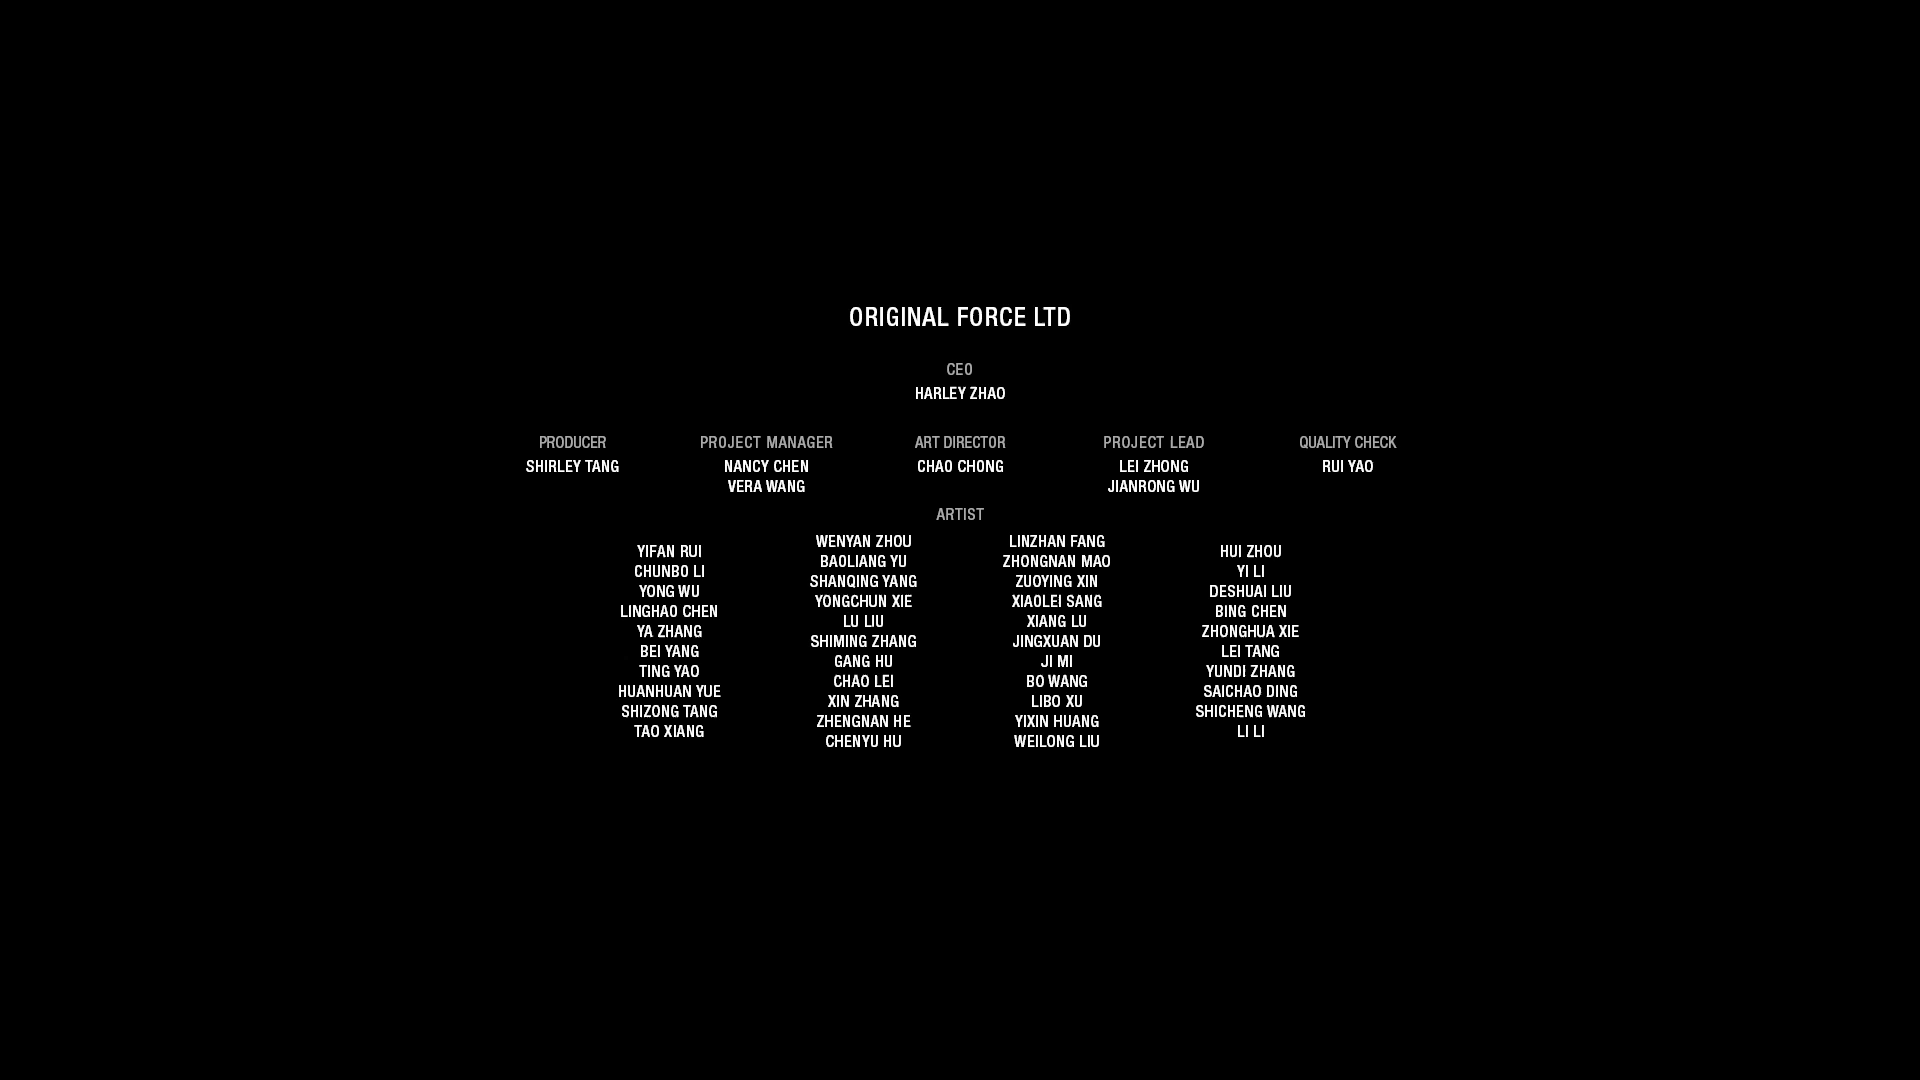 ORIGINAL FORCE LTD
CEO
HARLEY ZHAO
PRODUCER
SHIRLEY TANG
PROJECT MANAGER
NANCY CHEN
VERA WANG
ART DIRECTOR
CHAO CHONG
PROJECT LEAD
LEI ZHONG
JIANRONG WU
QUALITY CHECK
RUI YAO
ARTIST
YIFAN RUI
CHUNBO LI
YONG WU
LINGHAO CHEN
YA ZHANG
BEI YANG
TING YAO
HUANHUAN YUE
SHIZONG TANG
TAO XIANG
WENYAN ZHOU
BAOLIANG YU
SHANQING YANG
YONGCHUN XIE
LU LIU
SHIMING ZHANG
GANG HU
CHAO LEI
XIN ZHANG
ZHENGNAN HE
CHENYU HU
LINZHAN FANG
ZHONGNAN MAO
ZUOYING XIN
XIAOLEI SANG
XIANG LU
JINGXUAN DU
JI MI
BO WANG
LIBO XU
YIXIN HUANG
WEILONG LIU
HUI ZHOU
YI LI
DESHUAI LIU
BING CHEN
ZHONGHUA XIE
LEI TANG
YUNDI ZHANG
SAICHAO DING
SHICHENG WANG
LI LI